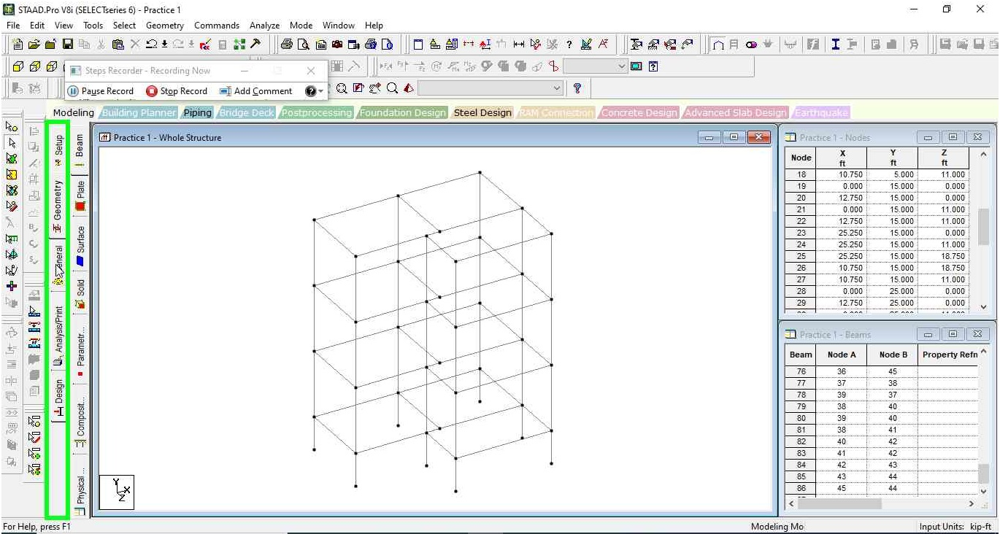 STAAD.Pro V8i (SELECTseries 6) - Practice 1
File Edit View Tools Select Geometry Commands Analyze Mode Window Help
Steps Recorder - Recording Now
Pause Record Stop Record Add Comment
Modeling Building Planner Piping Bridge Deck Postprocessing Foundation Design Steel Design RAM Connection Concrete Design Advanced Slab Design Earthquake
Setup
Geometry
General
Analysis/Print
Design
Beam
Plate
Surface
Solid
Parametr...
Composit...
Physical ...
Practice 1 - Whole Structure
Y
X
Z
Practice 1 - Nodes
Node X ft Y ft Z ft
18 10.750 5.000 11.000
19 0.000 15.000 0.000
20 12.750 15.000 0.000
21 0.000 15.000 11.000
22 12.750 15.000 11.000
23 25.250 15.000 0.000
24 25.250 15.000 11.000
25 25.250 15.000 18.750
26 10.750 15.000 18.750
27 10.750 15.000 11.000
28 0.000 25.000 0.000
29 12.750 25.000 0.000
Practice 1 - Beams
Beam Node A Node B Property Refn
76 36 45
77 37 38
78 39 37
79 38 40
80 39 40
81 38 41
82 40 42
83 41 42
84 42 43
85 43 44
86 45 44
For Help, press F1
Modeling Mo
Input Units: kip-ft